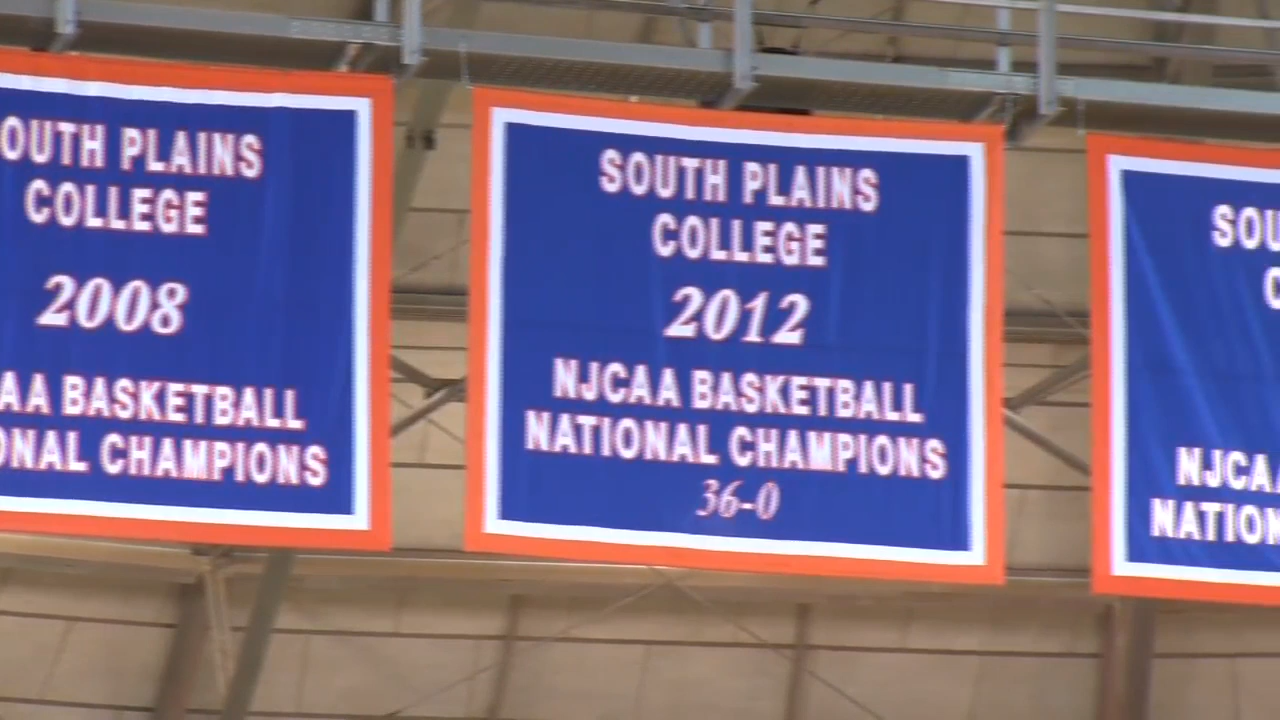 OUTH PLAINS
COLLEGE
2008
AA BASKETBALL
ONAL CHAMPIONS
SOUTH PLAINS
COLLEGE
2012
NJCAA BASKETBALL
NATIONAL CHAMPIONS
36-0
SOU
C
NJCA
NATION